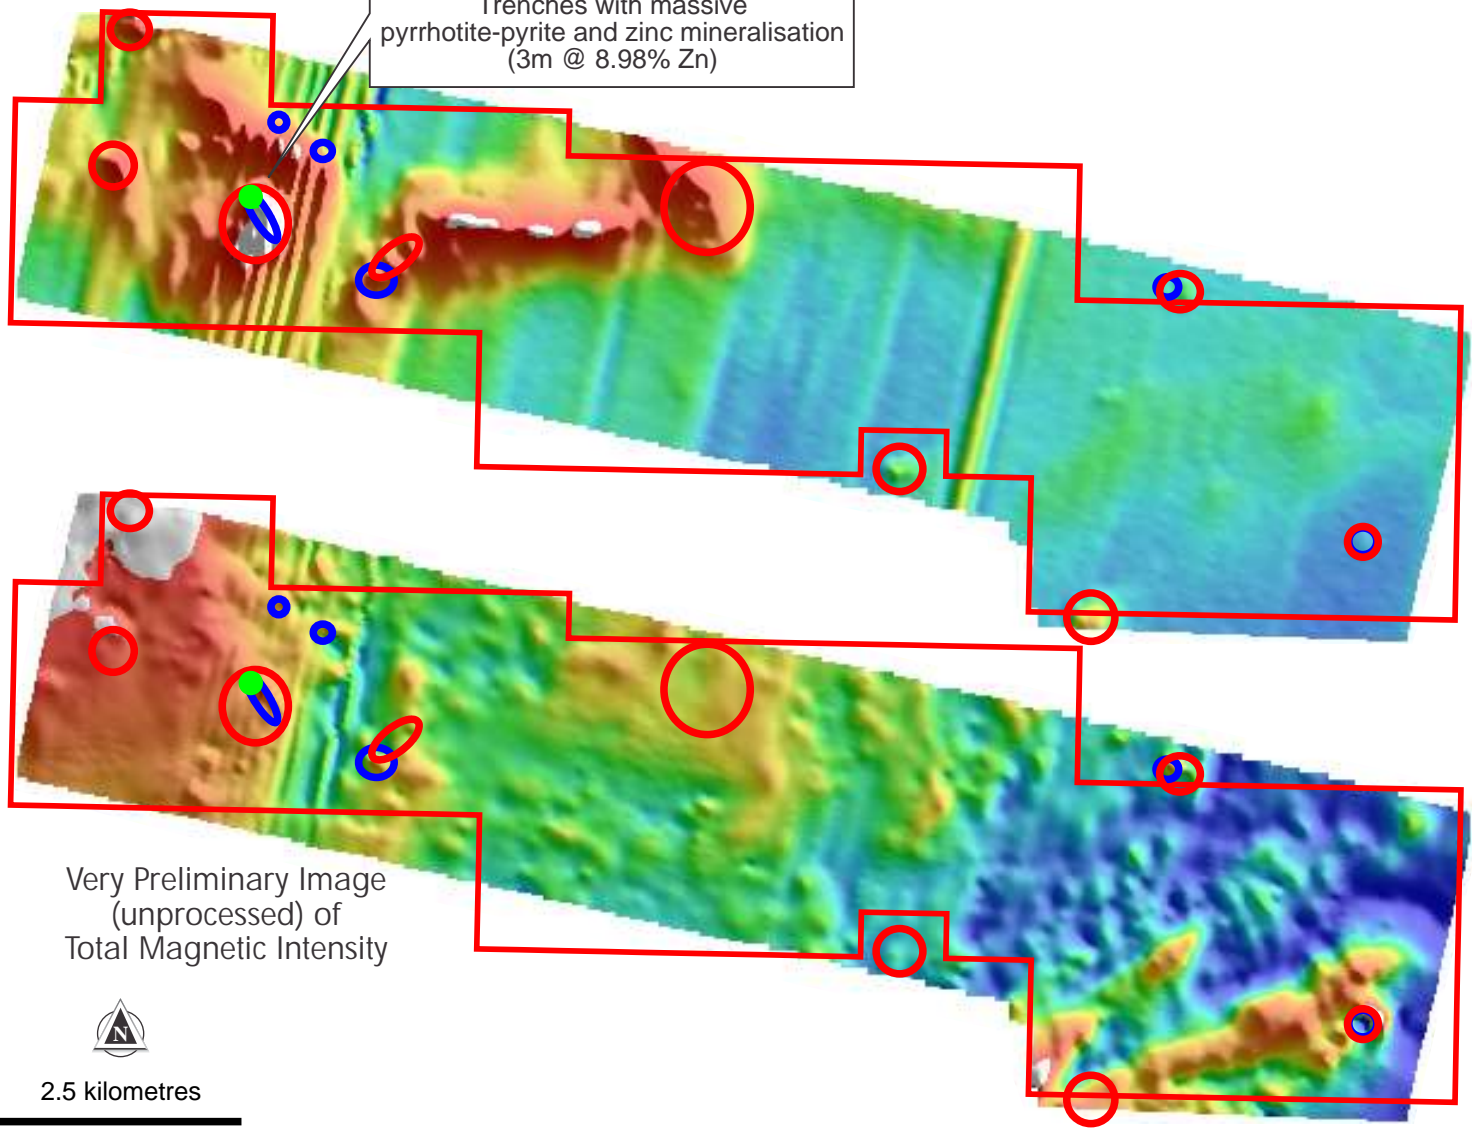 Trenches with massive
pyrrhotite-pyrite and zinc mineralisation
(3m @ 8.98% Zn)
Very Preliminary Image
(unprocessed) of
Total Magnetic Intensity
N
2.5 kilometres